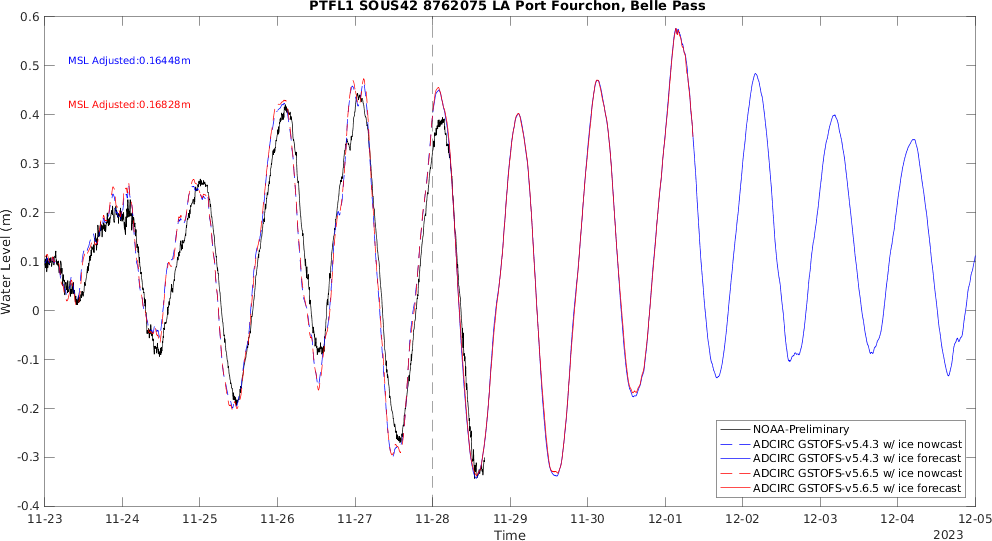 PTFL1 SOUS42 8762075 LA Port Fourchon, Belle Pass
MSL Adjusted:0.16448m
MSL Adjusted:0.16828m
Water Level (m)
0.6
0.5
0.4
0.3
0.2
0.1
0
-0.1
-0.2
-0.3
-0.4
NOAA-Preliminary
ADCIRC GSTOFS-v5.4.3 w/ ice nowcast
ADCIRC GSTOFS-v5.4.3 w/ ice forecast
ADCIRC GSTOFS-v5.6.5 w/ ice nowcast
ADCIRC GSTOFS-v5.6.5 w/ ice forecast
11-23 11-24 11-25 11-26 11-27 11-28 11-29 11-30 12-01 12-02 12-03 12-04 12-05
Time
2023